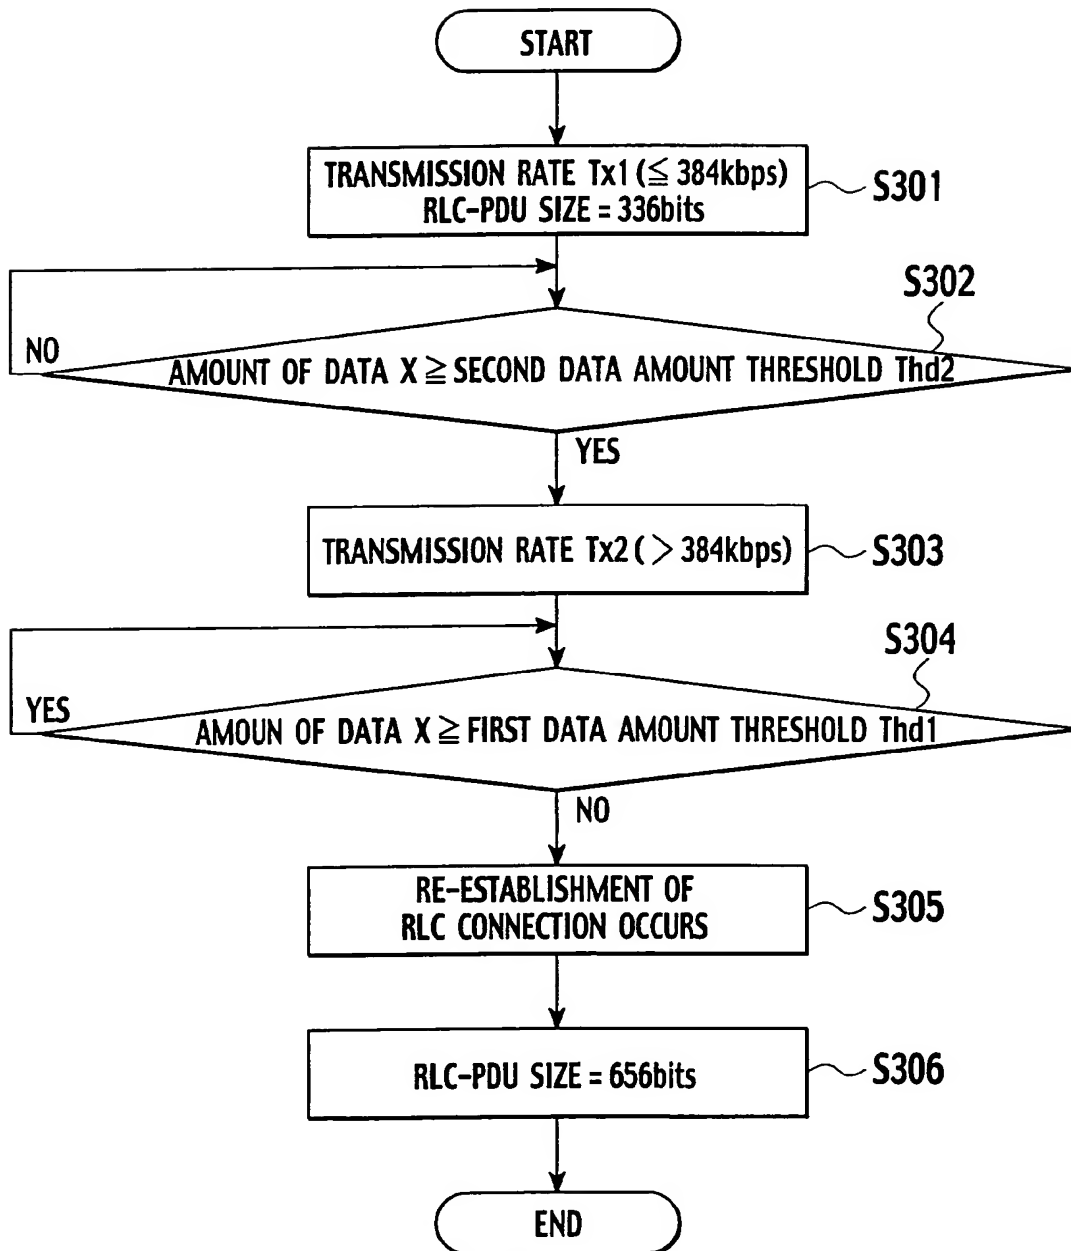 START
TRANSMISSION RATE Tx1 (≦ 384kbps)
RLC-PDU SIZE = 336bits
S301
S302
NO
AMOUNT OF DATA X ≧ SECOND DATA AMOUNT THRESHOLD Thd2
YES
TRANSMISSION RATE Tx2 ( > 384kbps)
S303
S304
YES
AMOUN OF DATA X ≧ FIRST DATA AMOUNT THRESHOLD Thd1
NO
RE-ESTABLISHMENT OF
RLC CONNECTION OCCURS
S305
RLC-PDU SIZE = 656bits
S306
END